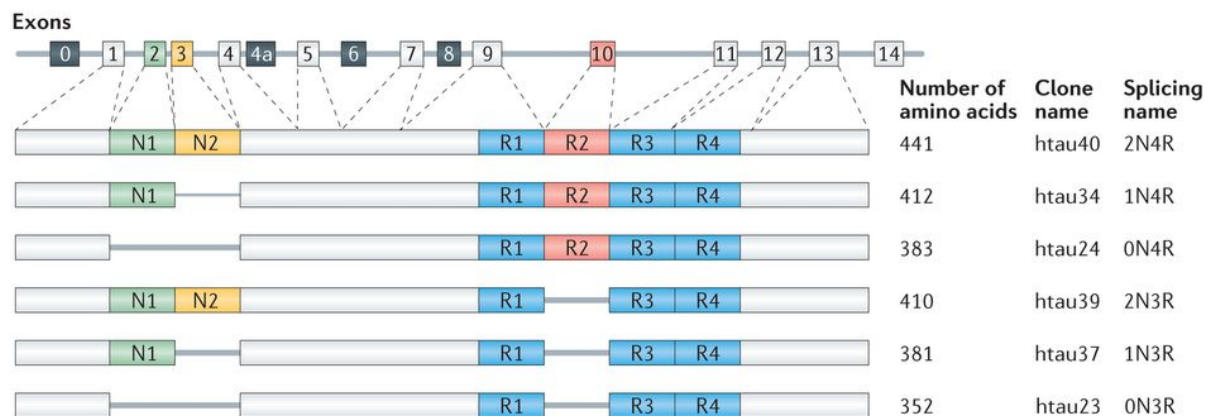 Exons
0 1 2 3 4 4a 5 6 7 8 9 10 11 12 13 14
Number of amino acids Clone name Splicing name
N1 N2 R1 R2 R3 R4 441 htau40 2N4R
N1 R1 R2 R3 R4 412 htau34 1N4R
R1 R2 R3 R4 383 htau24 0N4R
N1 N2 R1 R3 R4 410 htau39 2N3R
N1 R1 R3 R4 381 htau37 1N3R
R1 R3 R4 352 htau23 0N3R